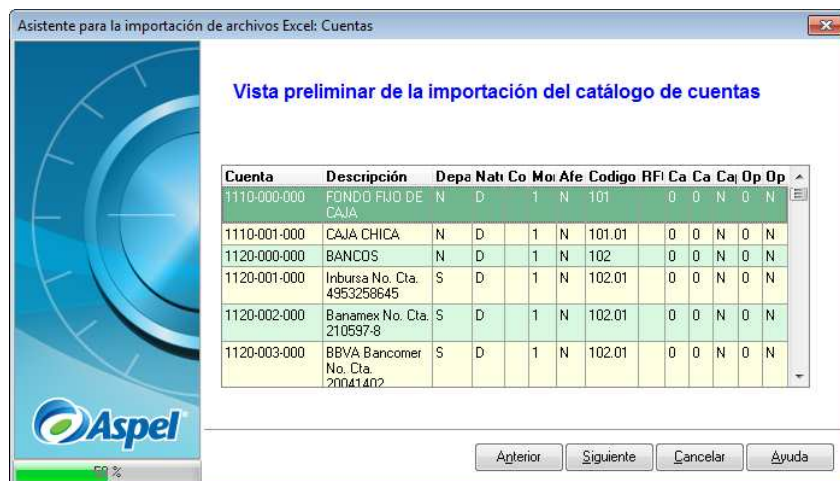 Asistente para la importación de archivos Excel: Cuentas
Vista preliminar de la importación del catálogo de cuentas
Cuenta Descripción Depa Natu Co Mo Afe Codigo RFI Ca Ca Ca Op Op
1110-000-000 FONDO FIJO DE CAJA N D 1 N 101 0 0 N 0 N
1110-001-000 CAJA CHICA N D 1 N 101.01 0 0 N 0 N
1120-000-000 BANCOS N D 1 N 102 0 0 N 0 N
1120-001-000 Inbursa No. Cta. 4953258645 S D 1 N 102.01 0 0 N 0 N
1120-002-000 Banamex No. Cta. 210597-8 S D 1 N 102.01 0 0 N 0 N
1120-003-000 BBVA Bancomer No. Cta. 20041402 S D 1 N 102.01 0 0 N 0 N
Aspel
Anterior Siguiente Cancelar Ayuda